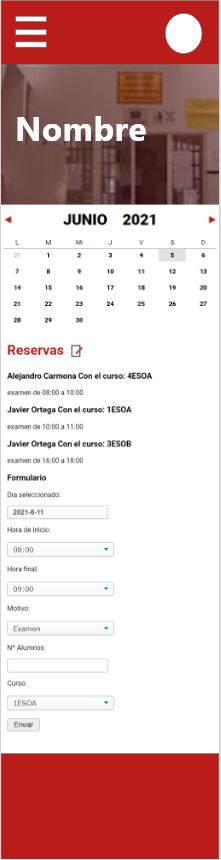 Nombre
JUNIO 2021
L M Mi J V S D
31 1 2 3 4 5 6
7 8 9 10 11 12 13
14 15 16 17 18 19 20
21 22 23 24 25 26 27
28 29 30
Reservas
Alejandro Carmona Con el curso: 4ESOA
examen de 08:00 a 10:00
Javier Ortega Con el curso: 1ESOA
examen de 10:00 a 11:00
Javier Ortega Con el curso: 3ESOB
examen de 16:00 a 18:00
Formulario
Dia seleccionado:
2021-6-11
Hora de inicio:
08:00
Hora final:
09:00
Motivo:
Examen
Nº Alumnos:
Curso:
1ESOA
Enviar